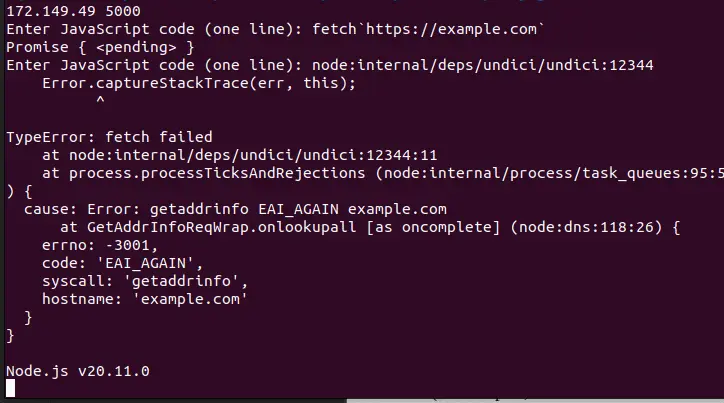 172.149.49 5000
Enter JavaScript code (one line): fetch`https://example.com`
Promise { <pending> }
Enter JavaScript code (one line): node:internal/deps/undici/undici:12344
    Error.captureStackTrace(err, this);
          ^
TypeError: fetch failed
    at node:internal/deps/undici/undici:12344:11
    at process.processTicksAndRejections (node:internal/process/task_queues:95:5
) {
  cause: Error: getaddrinfo EAI_AGAIN example.com
      at GetAddrInfoReqWrap.onlookupall [as oncomplete] (node:dns:118:26) {
    errno: -3001,
    code: 'EAI_AGAIN',
    syscall: 'getaddrinfo',
    hostname: 'example.com'
  }
}
Node.js v20.11.0